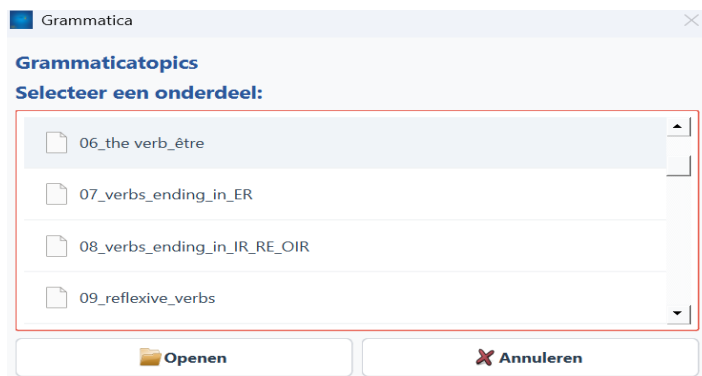 Grammatica
Grammaticatopics
Selecteer een onderdeel:
06_the verb_être
07_verbs_ending_in_ER
08_verbs_ending_in_IR_RE_OIR
09_reflexive_verbs
Openen
Annuleren